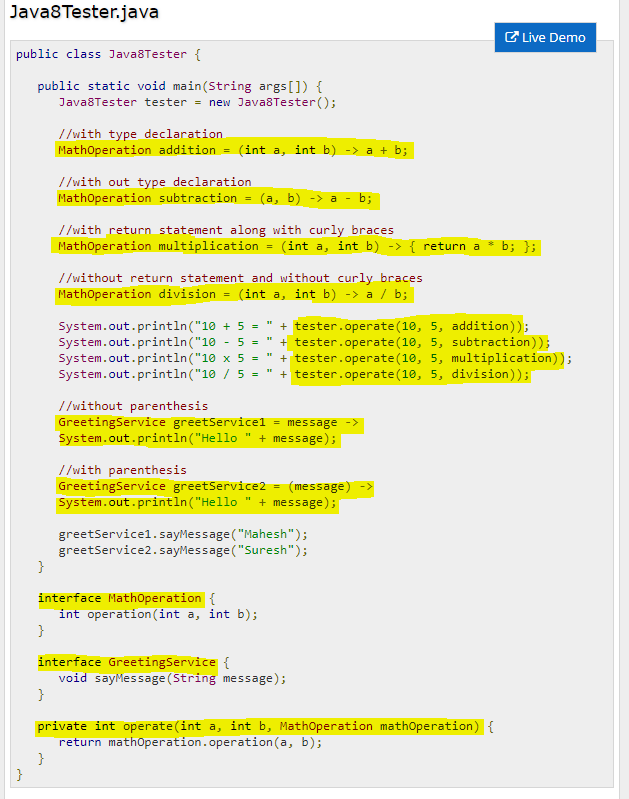 Java8Tester.java
Live Demo
public class Java8Tester {
public static void main(String args[]) {
Java8Tester tester = new Java8Tester();
//with type declaration
MathOperation addition = (int a, int b) -> a + b;
//with out type declaration
MathOperation subtraction = (a, b) -> a - b;
//with return statement along with curly braces
MathOperation multiplication = (int a, int b) -> { return a * b; };
//without return statement and without curly braces
MathOperation division = (int a, int b) -> a / b;
System.out.println("10 + 5 = " + tester.operate(10, 5, addition));
System.out.println("10 - 5 = " + tester.operate(10, 5, subtraction));
System.out.println("10 x 5 = " + tester.operate(10, 5, multiplication));
System.out.println("10 / 5 = " + tester.operate(10, 5, division));
//without parenthesis
GreetingService greetService1 = message ->
System.out.println("Hello " + message);
//with parenthesis
GreetingService greetService2 = (message) ->
System.out.println("Hello " + message);
greetService1.sayMessage("Mahesh");
greetService2.sayMessage("Suresh");
}
interface MathOperation {
int operation(int a, int b);
}
interface GreetingService {
void sayMessage(String message);
}
private int operate(int a, int b, MathOperation mathOperation) {
return mathOperation.operation(a, b);
}
}